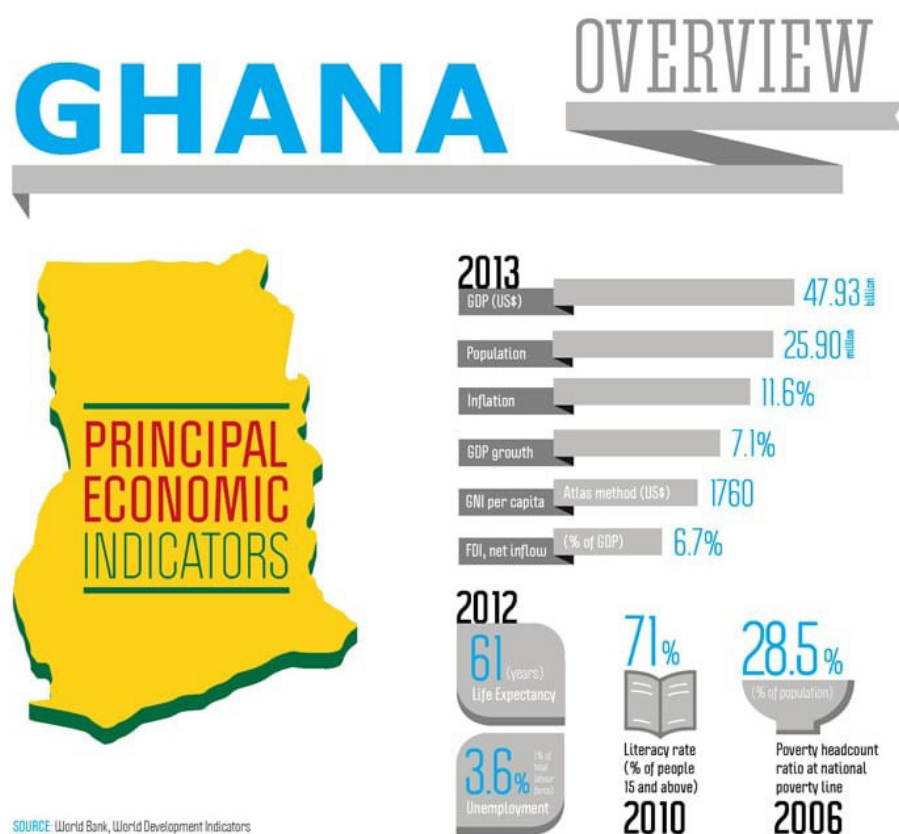 GHANA
OVERVIEW
PRINCIPAL
ECONOMIC
INDICATORS
2013
GDP (US$)
47.93 billion
Population
25.90 million
Inflation
11.6%
GDP growth
7.1%
GNI per capita
Atlas method (US$)
1760
FDI, net inflow
(% of GDP)
6.7%
2012
61 (years)
Life Expectancy
3.6%
(% of
total
labour
force)
Unemployment
71%
Literacy rate
(% of people
15 and above)
2010
28.5%
(% of population)
Poverty headcount
ratio at national
poverty line
2006
SOURCE: World Bank, World Development Indicators